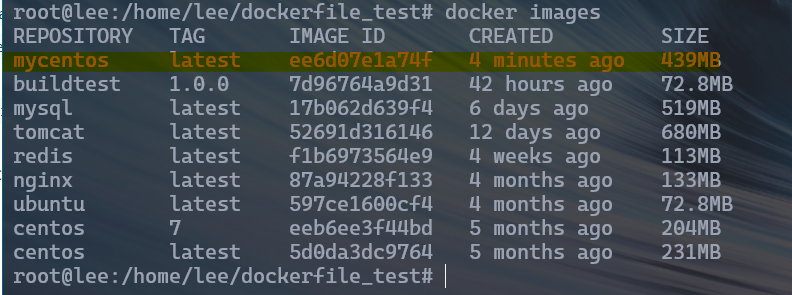 root@lee:/home/lee/dockerfile_test# docker images
REPOSITORY TAG IMAGE ID CREATED SIZE
mycentos latest ee6d07e1a74f 4 minutes ago 439MB
buildtest 1.0.0 7d96764a9d31 42 hours ago 72.8MB
mysql latest 17b062d639f4 6 days ago 519MB
tomcat latest 52691d316146 12 days ago 680MB
redis latest f1b6973564e9 4 weeks ago 113MB
nginx latest 87a94228f133 4 months ago 133MB
ubuntu latest 597ce1600cf4 4 months ago 72.8MB
centos 7 eeb6ee3f44bd 5 months ago 204MB
centos latest 5d0da3dc9764 5 months ago 231MB
root@lee:/home/lee/dockerfile_test#